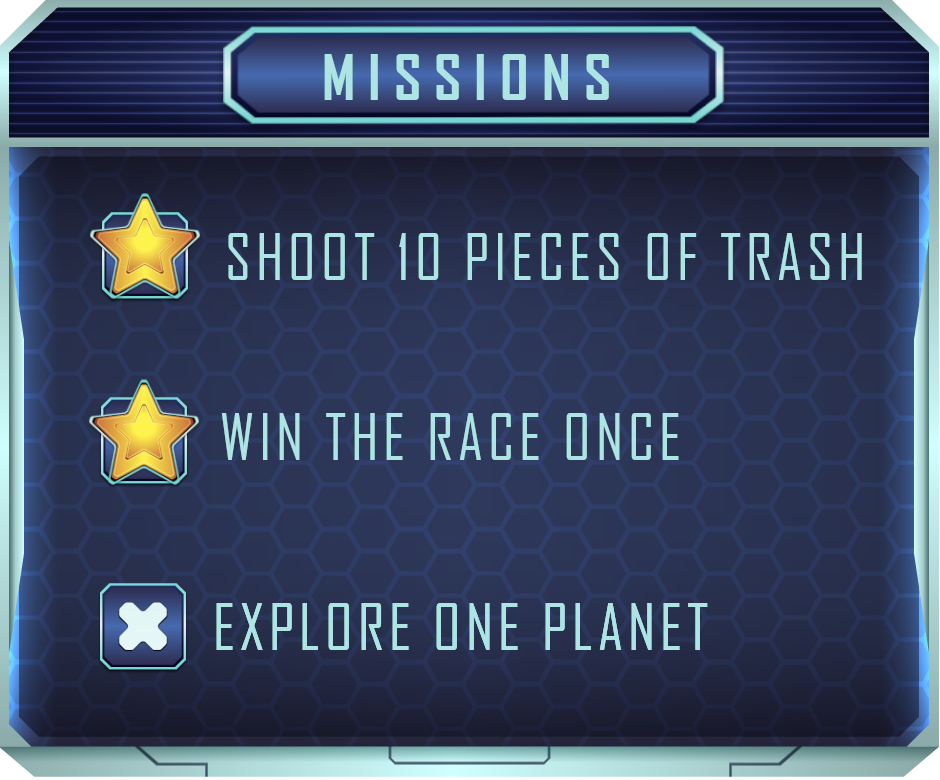 MISSIONS
SHOOT 10 PIECES OF TRASH
WIN THE RACE ONCE
EXPLORE ONE PLANET